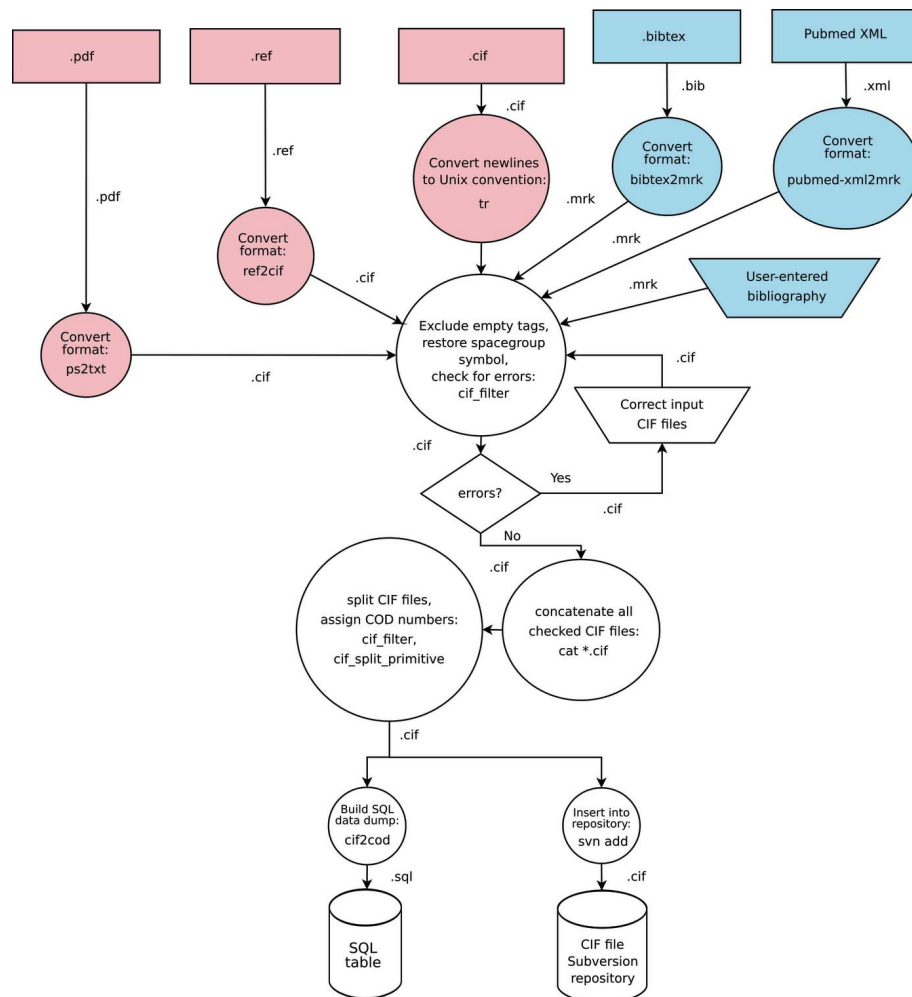 .pdf
.ref
.cif
.bibtex
Pubmed XML
.cif
.bib
.xml
.ref
.pdf
Convert newlines
to Unix convention:
tr
Convert
format:
bibtex2mrk
Convert
format:
pubmed-xml2mrk
.mrk
.mrk
Convert
format:
ref2cif
.cif
.mrk
User-entered
bibliography
Convert
format:
ps2txt
.cif
Exclude empty tags,
restore spacegroup
symbol,
check for errors:
cif_filter
.cif
Correct input
CIF files
.cif
errors?
Yes
.cif
No
.cif
split CIF files,
assign COD numbers:
cif_filter,
cif_split_primitive
concatenate all
checked CIF files:
cat *.cif
.cif
Build SQL
data dump:
cif2cod
Insert into
repository:
svn add
.sql
.cif
SQL
table
CIF file
Subversion
repository